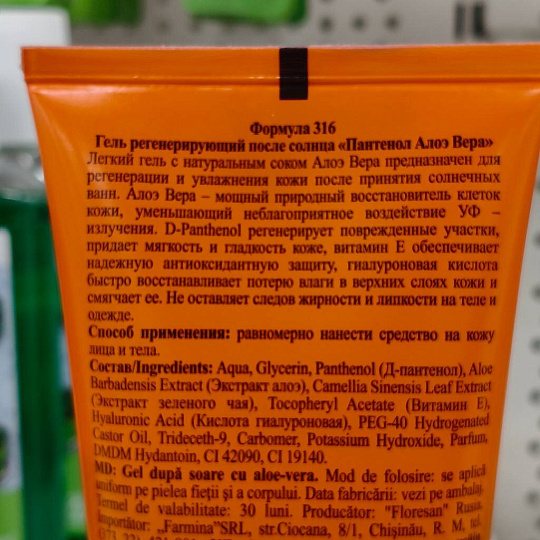 Формула 316
Гель регенерирующий после солнца «Пантенол Алоэ Вера»
Легкий гель с натуральным соком Алоэ Вера предназначен для
регенерации и увлажнения кожи после принятия солнечных
ванн. Алоэ Вера – мощный природный восстановитель клеток
кожи, уменьшающий неблагоприятное воздействие УФ –
излучения. D-Panthenol регенерирует поврежденные участки,
придает мягкость и гладкость коже, витамин Е обеспечивает
надежную антиоксидантную защиту, гиалуроновая кислота
быстро восстанавливает потерю влаги в верхних слоях кожи и
смягчает ее. Не оставляет следов жирности и липкости на теле и
одежде.
Способ применения: равномерно нанести средство на кожу
лица и тела.
Состав/Ingredients: Aqua, Glycerin, Panthenol (Д-пантенол), Aloe
Barbadensis Extract (Экстракт алоэ), Camellia Sinensis Leaf Extract
(Экстракт зеленого чая), Tocopheryl Acetate (Витамин Е),
Hyaluronic Acid (Кислота гиалуроновая), PEG-40 Hydrogenated
Castor Oil, Trideceth-9, Carbomer, Potassium Hydroxide, Parfum,
DMDM Hydantoin, CI 42090, CI 19140.
MD: Gel după soare cu aloe-vera. Mod de folosire: se aplică
uniform pe pielea fieții și a corpului. Data fabricării: vezi pe ambalaj.
Termel de valabilitate: 30 luni. Producător: "Floresan" Rusia.
Importător: „Farmina”SRL, str.Ciocana, 8/1, Chișinău, R. M, tel.